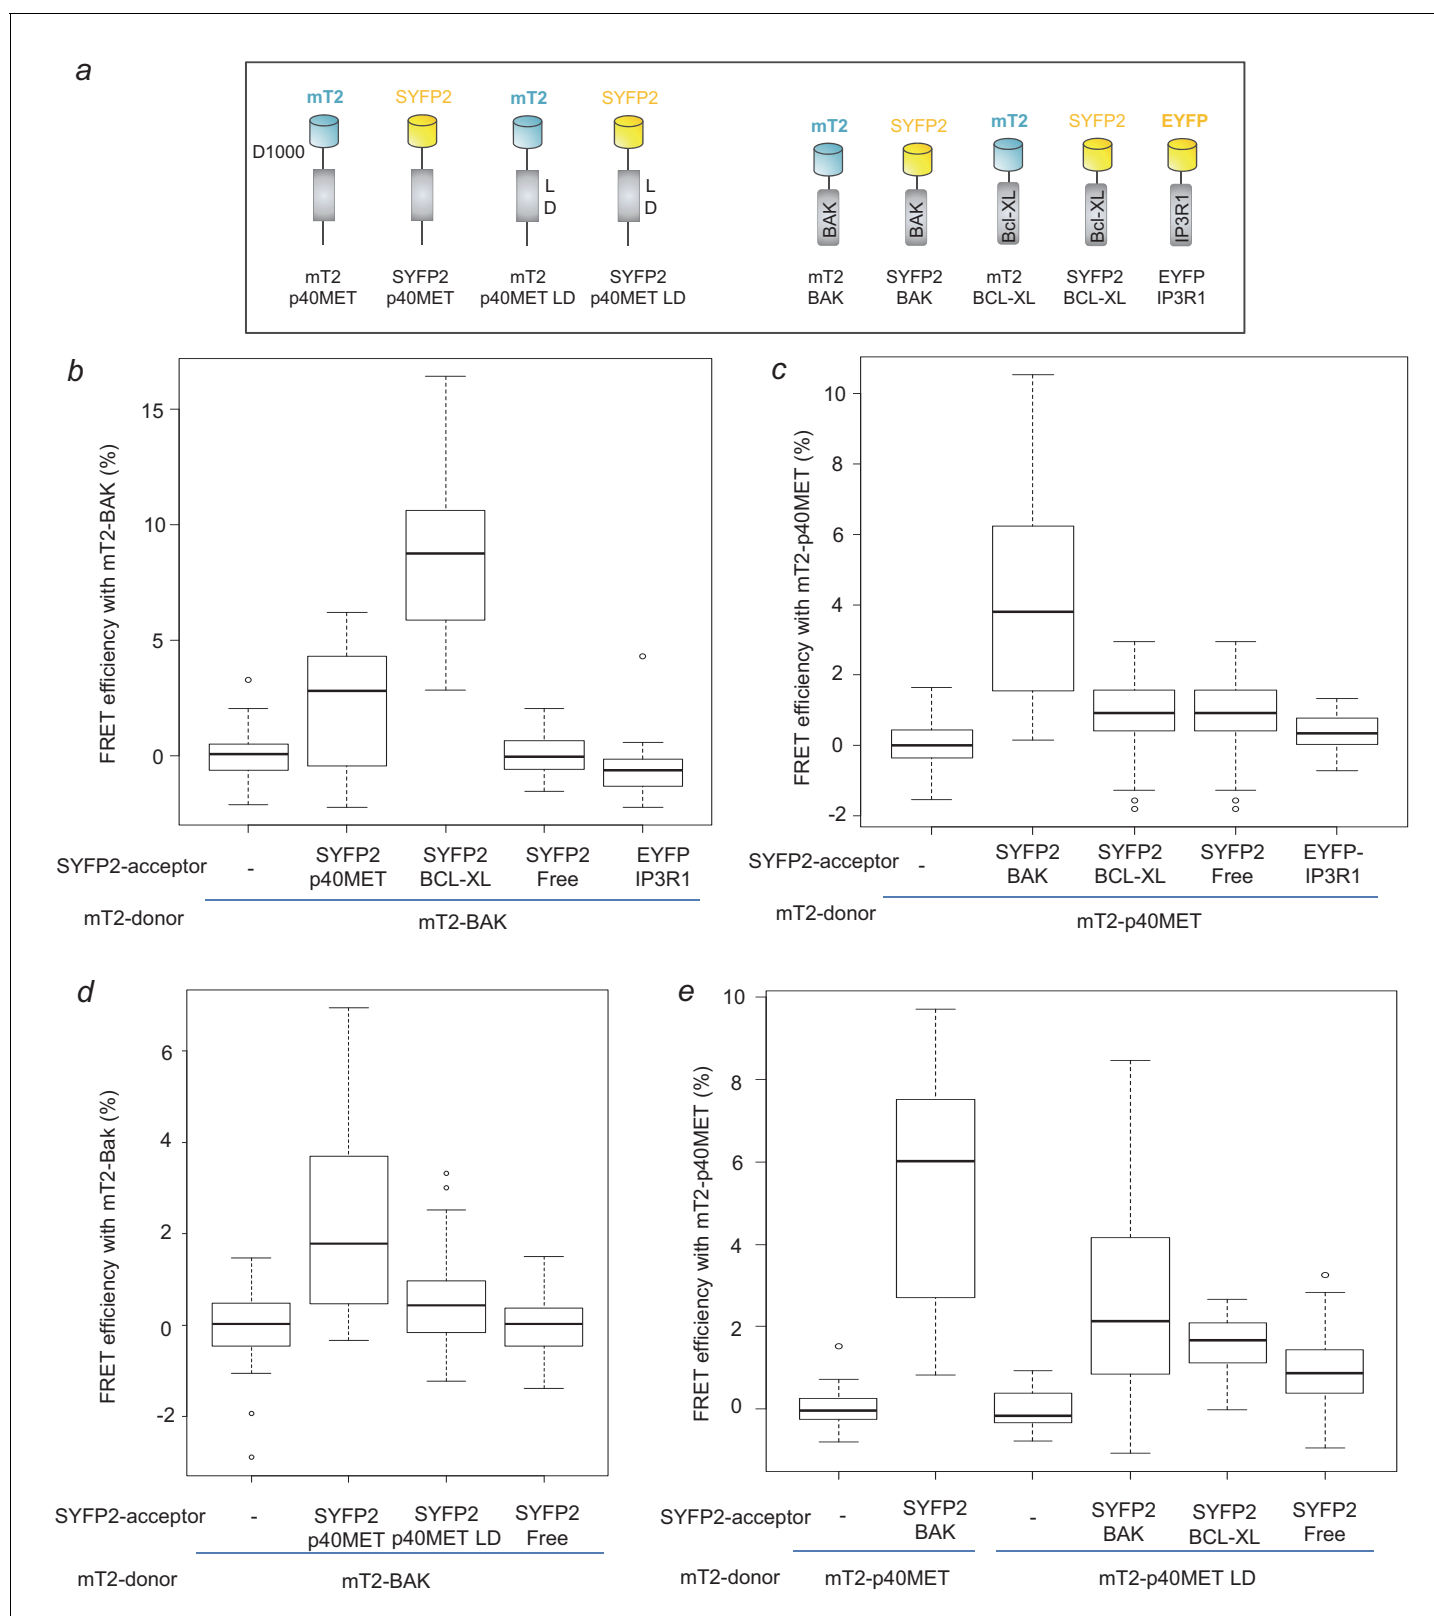 a
mT2 SYFP2 mT2 SYFP2
mT2 SYFP2 mT2 SYFP2 EYFP
D1000
L L
D D
BAK BAK Bcl-XL Bcl-XL IP3R1
mT2 SYFP2 mT2 SYFP2
p40MET p40MET p40MET LD p40MET LD
mT2 SYFP2 mT2 SYFP2 EYFP
BAK BAK BCL-XL BCL-XL IP3R1
b
FRET efficiency with mT2-BAK (%)
15
10
5
0
SYFP2-acceptor
-
SYFP2 SYFP2 SYFP2 EYFP
p40MET BCL-XL Free IP3R1
mT2-donor
mT2-BAK
c
FRET efficiency with mT2-p40MET (%)
10
8
6
4
2
0
-2
SYFP2-acceptor
-
SYFP2 SYFP2 SYFP2 EYFP-
BAK BCL-XL Free IP3R1
mT2-donor
mT2-p40MET
d
FRET efficiency with mT2-Bak (%)
6
4
2
0
-2
SYFP2-acceptor
-
SYFP2 SYFP2 SYFP2
p40MET p40MET LD Free
mT2-donor
mT2-BAK
e
FRET efficiency with mT2-p40MET (%)
10
8
6
4
2
0
SYFP2-acceptor
- SYFP2 - SYFP2 SYFP2 SYFP2
BAK BAK BCL-XL Free
mT2-donor
mT2-p40MET mT2-p40MET LD